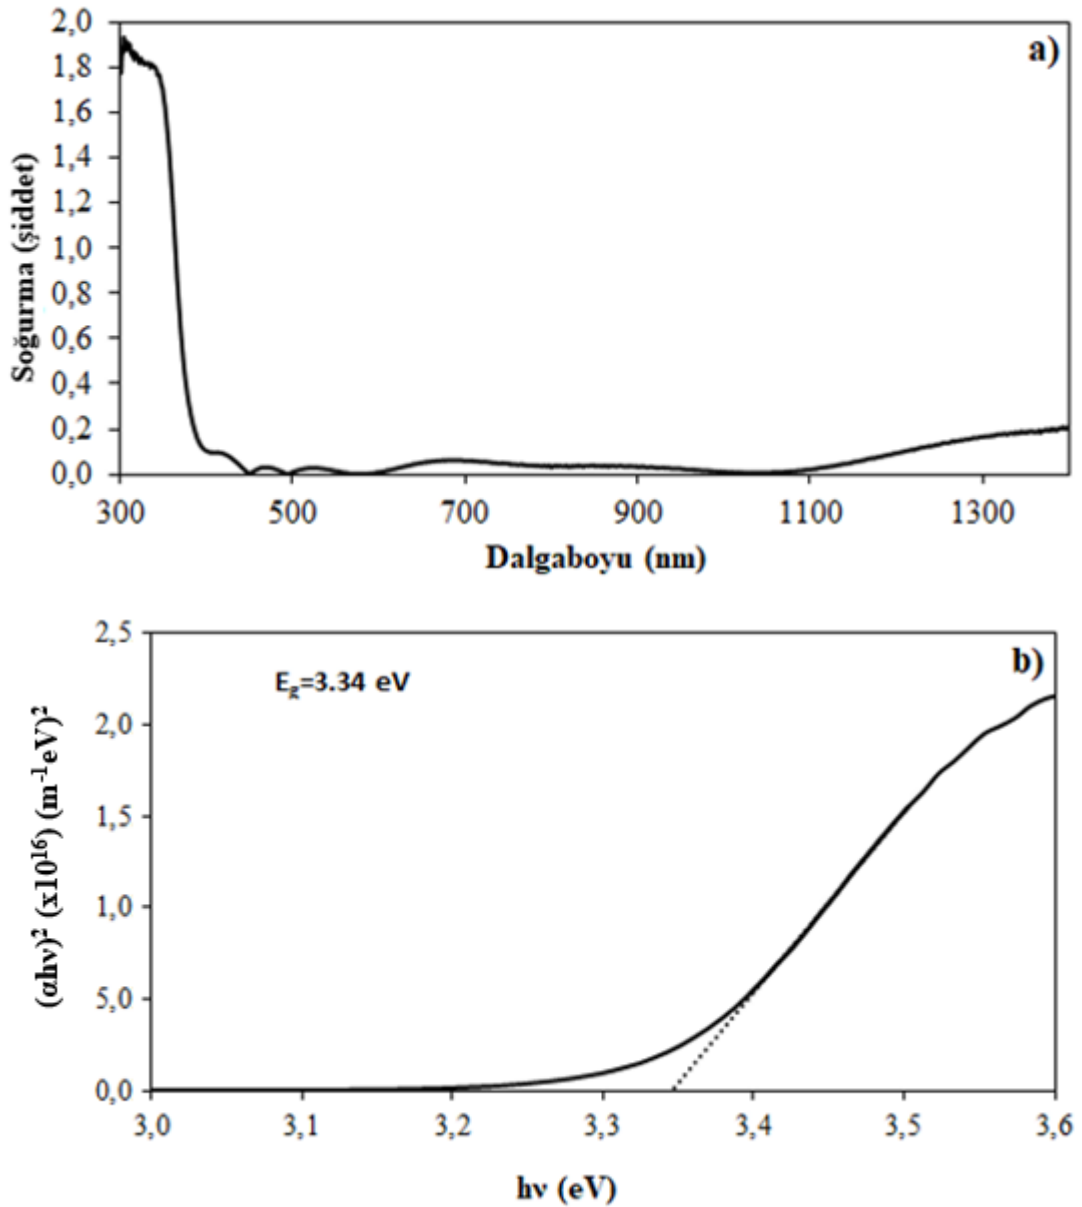 a)
2,0
1,8
1,6
1,4
1,2
1,0
0,8
0,6
0,4
0,2
0,0
Soğurma (şiddet)
300 500 700 900 1100 1300
Dalgaboyu (nm)
b)
E_g=3.34 eV
2,5
2,0
1,5
1,0
5,0
0,0
(αhν)² (x10¹⁶) (m⁻¹eV)²
3,0 3,1 3,2 3,3 3,4 3,5 3,6
hν (eV)